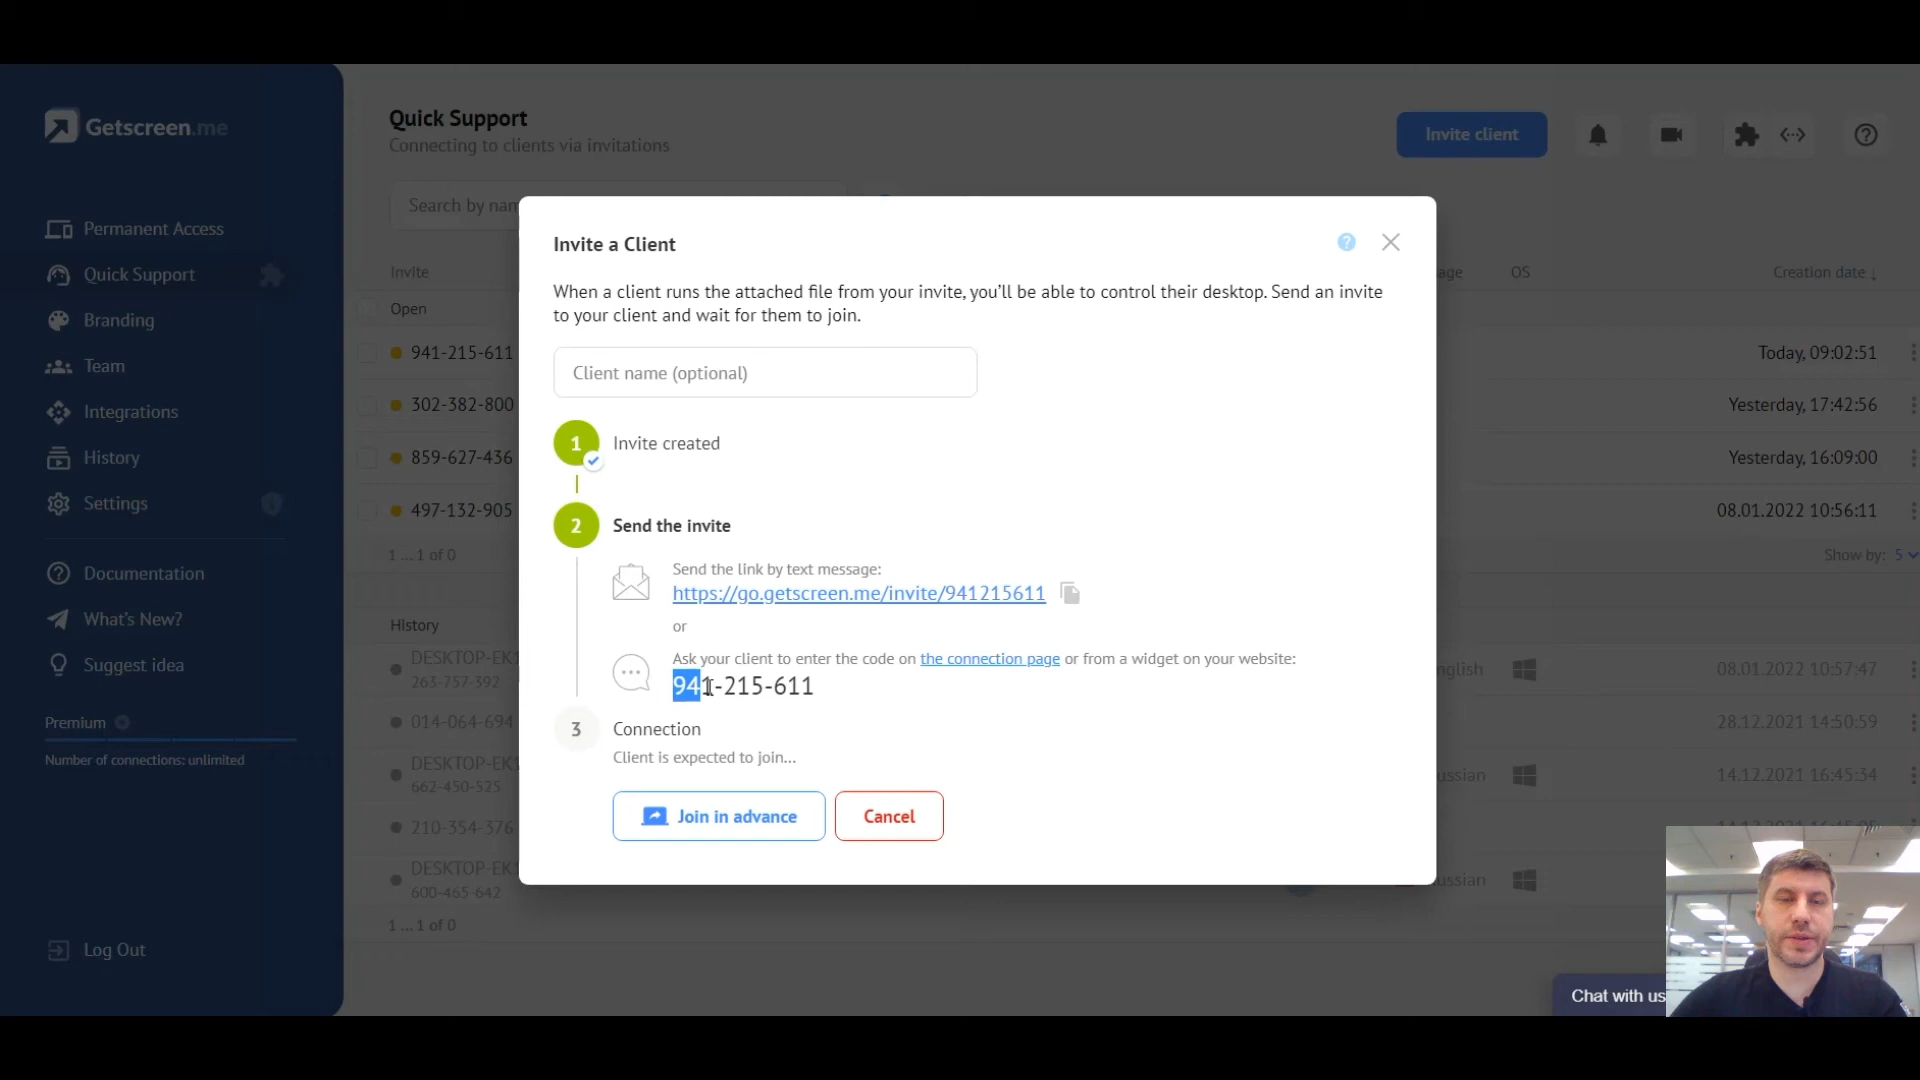 Getscreen.me
Permanent Access
Quick Support
Branding
Team
Integrations
History
Settings
Documentation
What's New?
Suggest idea
Premium
Number of connections: unlimited
Log Out
Quick Support
Connecting to clients via invitations
Invite client
Search by nam
Invite
age
OS
Creation date ↓
Open
941-215-611
Today, 09:02:51
302-382-800
Yesterday, 17:42:56
859-627-436
Yesterday, 16:09:00
497-132-905
08.01.2022 10:56:11
1 ... 1 of 0
Show by: 5
History
DESKTOP-EK1
263-757-392
nglish
08.01.2022 10:57:47
014-064-694
28.12.2021 14:50:59
DESKTOP-EK1
662-450-525
ussian
14.12.2021 16:45:34
210-354-376
DESKTOP-EK1
600-465-642
ussian
1 ... 1 of 0
Invite a Client
?
When a client runs the attached file from your invite, you'll be able to control their desktop. Send an invite
to your client and wait for them to join.
Client name (optional)
1
Invite created
2
Send the invite
Send the link by text message:
https://go.getscreen.me/invite/941215611
or
Ask your client to enter the code on the connection page or from a widget on your website:
941-215-611
3
Connection
Client is expected to join...
Join in advance
Cancel
Chat with us